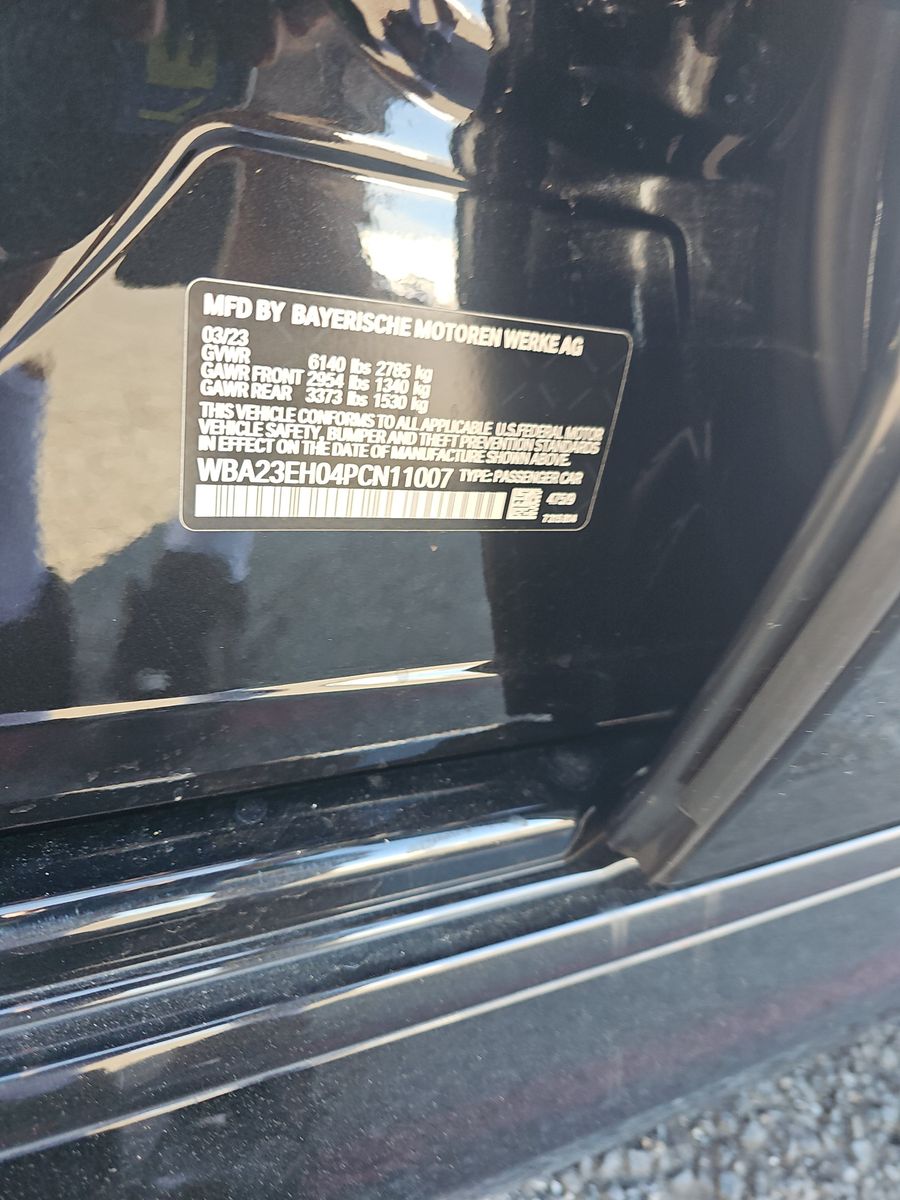 MFD BY BAYERISCHE MOTOREN WERKE AG
03/23
GVWR 6140 lbs 2785 kg
GAWR FRONT 2954 lbs 1340 kg
GAWR REAR 3373 lbs 1530 kg
THIS VEHICLE CONFORMS TO ALL APPLICABLE U.S.FEDERAL MOTOR
VEHICLE SAFETY, BUMPER AND THEFT PREVENTION STANDARDS
IN EFFECT ON THE DATE OF MANUFACTURE SHOWN ABOVE.
WBA23EH04PCN11007 TYPE: PASSENGER CAR